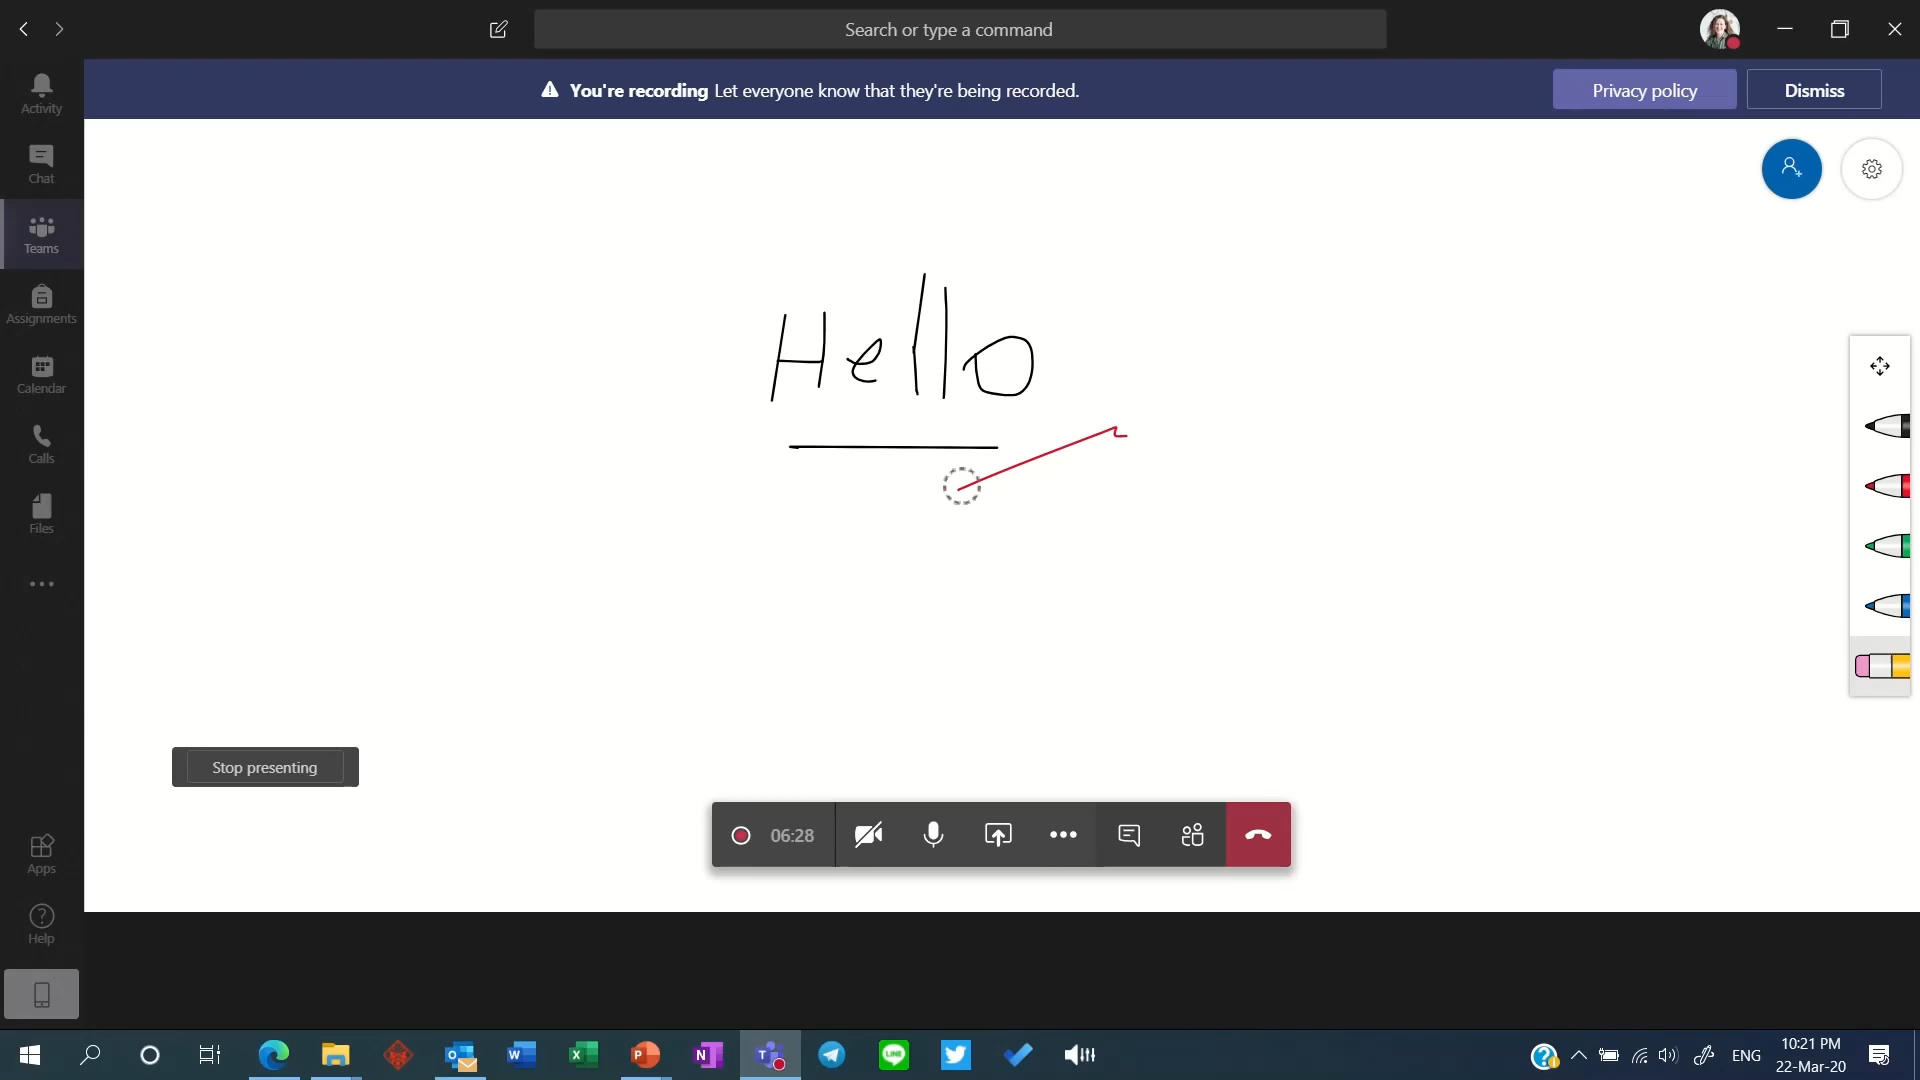 Search or type a command
You're recording Let everyone know that they're being recorded.
Privacy policy
Dismiss
Activity
Chat
Teams
Assignments
Calendar
Calls
Files
Apps
Help
Hello
Stop presenting
06:28
O
W
X
P
N
T
LINE
ENG
10:21 PM
22-Mar-20